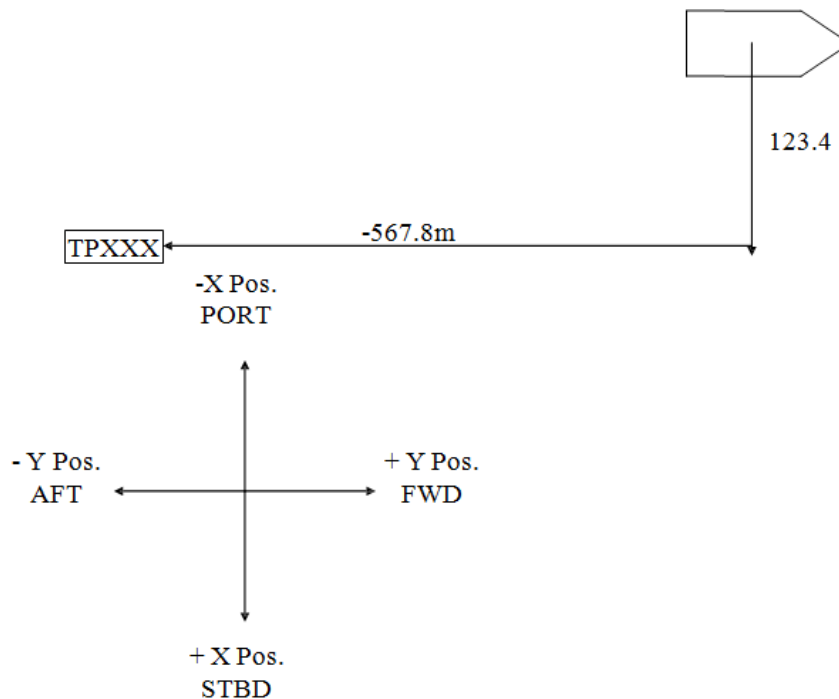 123.4
-567.8m
TPXXX
-X Pos.
PORT
- Y Pos.
AFT
+ Y Pos.
FWD
+ X Pos.
STBD